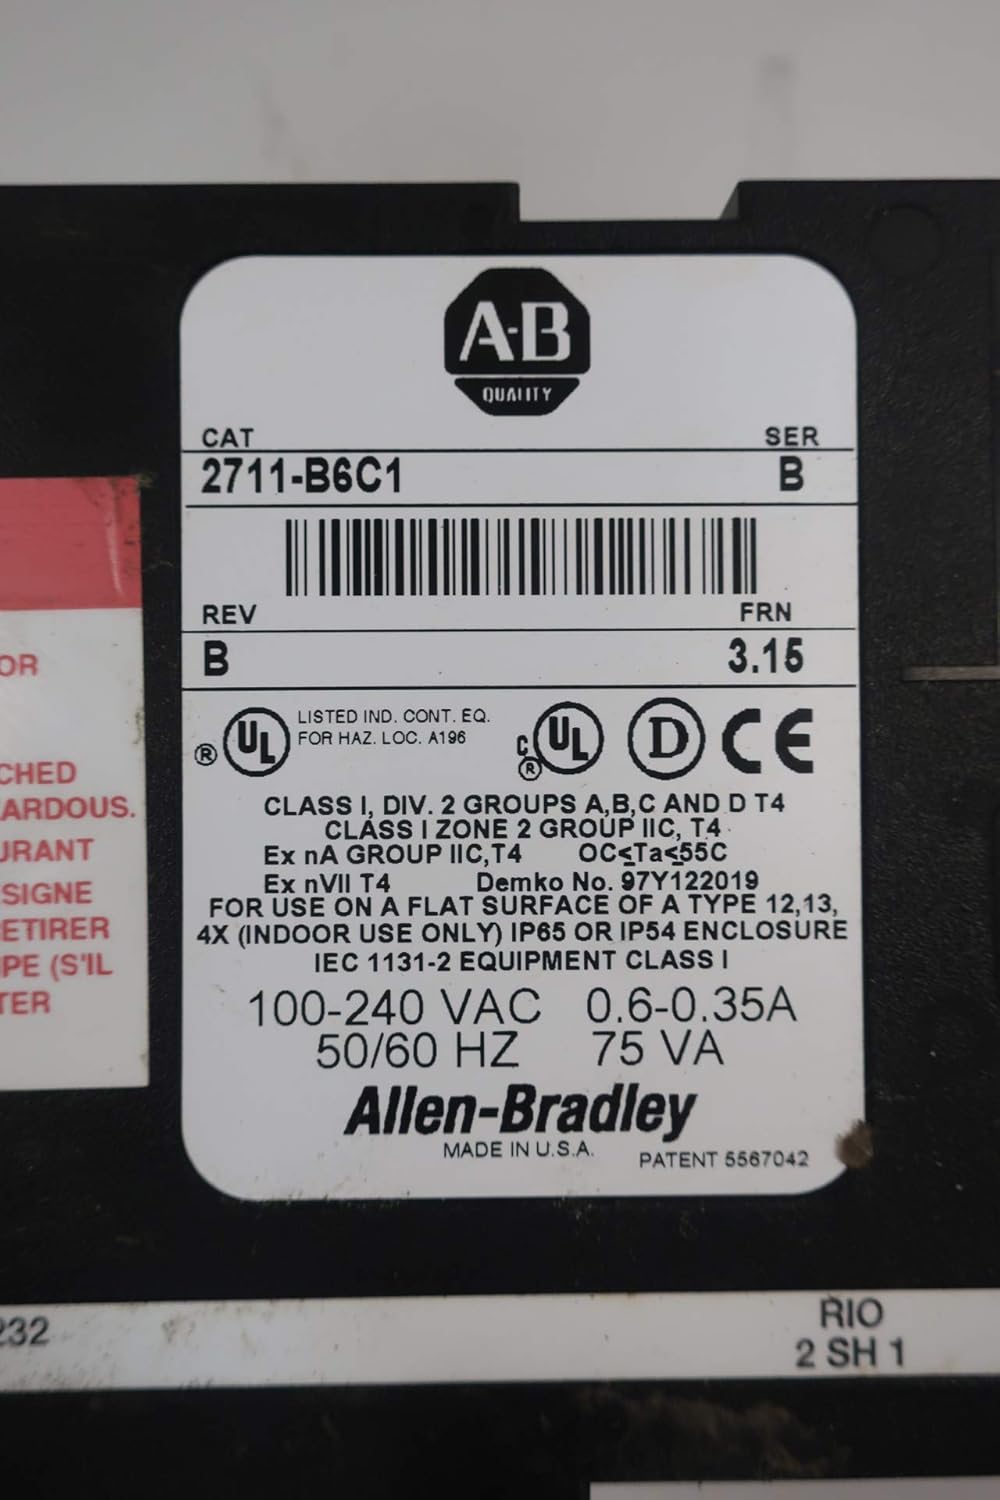 A-B
QUALITY
CAT SER
2711-B6C1 B
REV FRN
B 3.15
LISTED IND. CONT. EQ.
FOR HAZ. LOC. A196
® UL C UL ® D CE
CLASS I, DIV. 2 GROUPS A,B,C AND D T4
CLASS I ZONE 2 GROUP IIC, T4
Ex nA GROUP IIC,T4 OC≤Ta≤55C
Ex nVII T4 Demko No. 97Y122019
FOR USE ON A FLAT SURFACE OF A TYPE 12,13,
4X (INDOOR USE ONLY) IP65 OR IP54 ENCLOSURE
IEC 1131-2 EQUIPMENT CLASS I
100-240 VAC 0.6-0.35A
50/60 HZ 75 VA
Allen-Bradley
MADE IN U.S.A. PATENT 5567042
OR
CHED
ARDOUS.
URANT
SIGNE
ETIRER
PE (S'IL
TER
232
RIO
2 SH 1